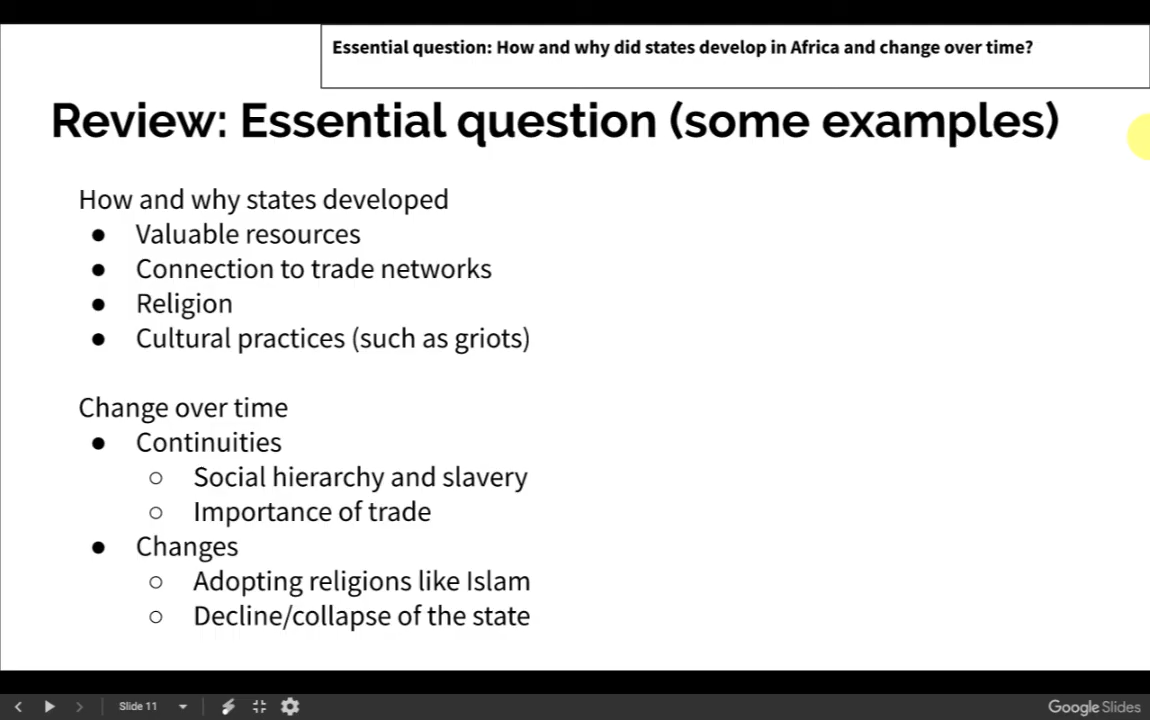 Essential question: How and why did states develop in Africa and change over time?
Review: Essential question (some examples)
How and why states developed
● Valuable resources
● Connection to trade networks
● Religion
● Cultural practices (such as griots)
Change over time
● Continuities
○ Social hierarchy and slavery
○ Importance of trade
● Changes
○ Adopting religions like Islam
○ Decline/collapse of the state
Slide 11
Google Slides